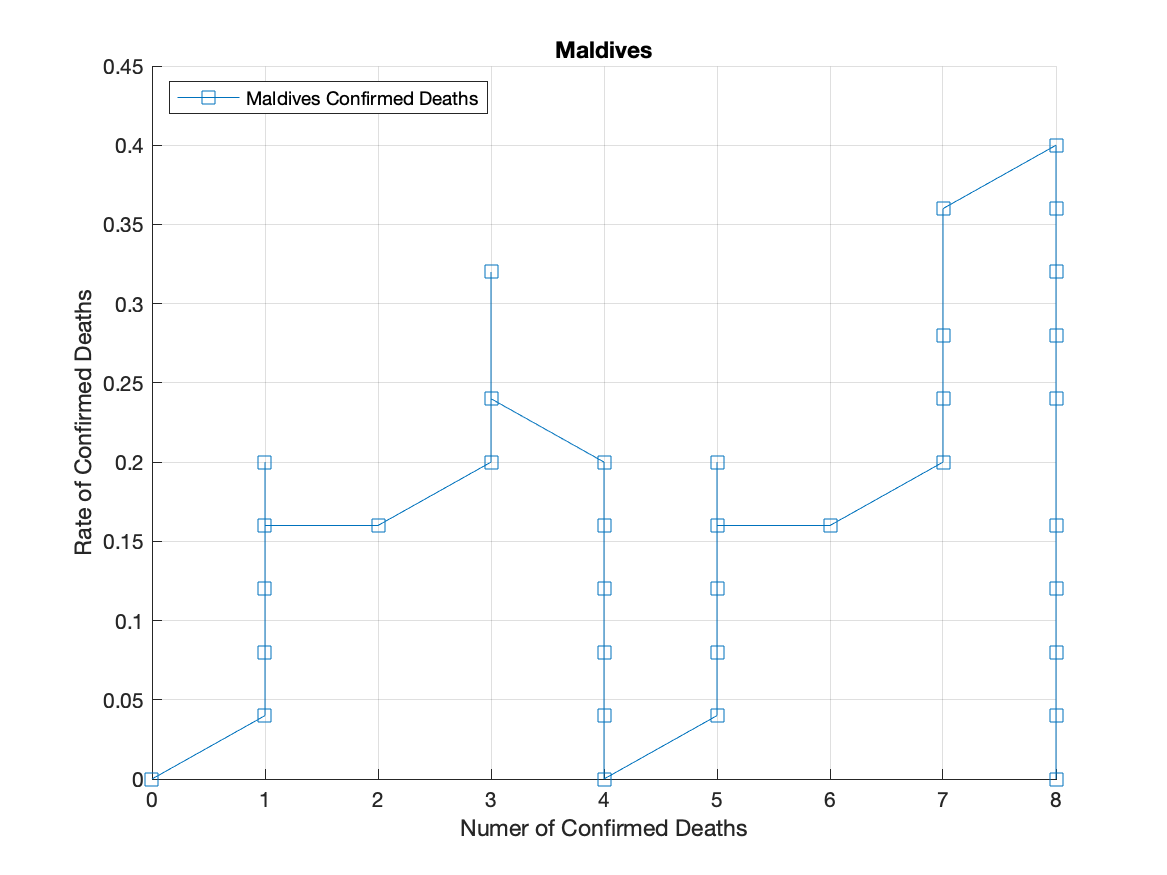 Maldives
Maldives Confirmed Deaths
Rate of Confirmed Deaths
0.45
0.4
0.35
0.3
0.25
0.2
0.15
0.1
0.05
0
0 1 2 3 4 5 6 7 8
Numer of Confirmed Deaths